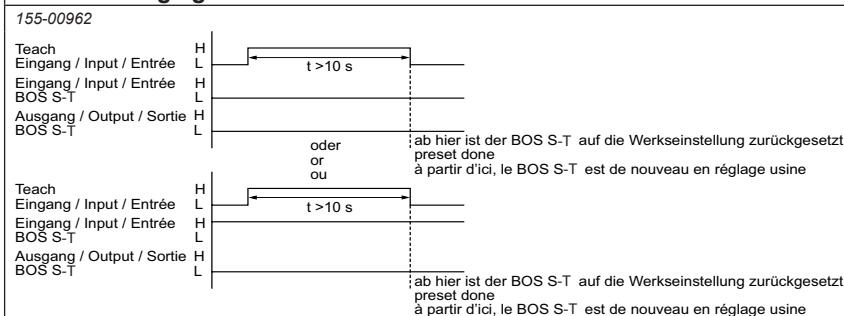 155-00962
Teach H
Eingang / Input / Entrée L t >10 s
Eingang / Input / Entrée H
BOS S-T L
Ausgang / Output / Sortie H
BOS S-T L
ab hier ist der BOS S-T auf die Werkseinstellung zurückgesetzt
preset done
à partir d'ici, le BOS S-T est de nouveau en réglage usine
oder
or
ou
Teach H
Eingang / Input / Entrée L t >10 s
Eingang / Input / Entrée H
BOS S-T L
Ausgang / Output / Sortie H
BOS S-T L
ab hier ist der BOS S-T auf die Werkseinstellung zurückgesetzt
preset done
à partir d'ici, le BOS S-T est de nouveau en réglage usine